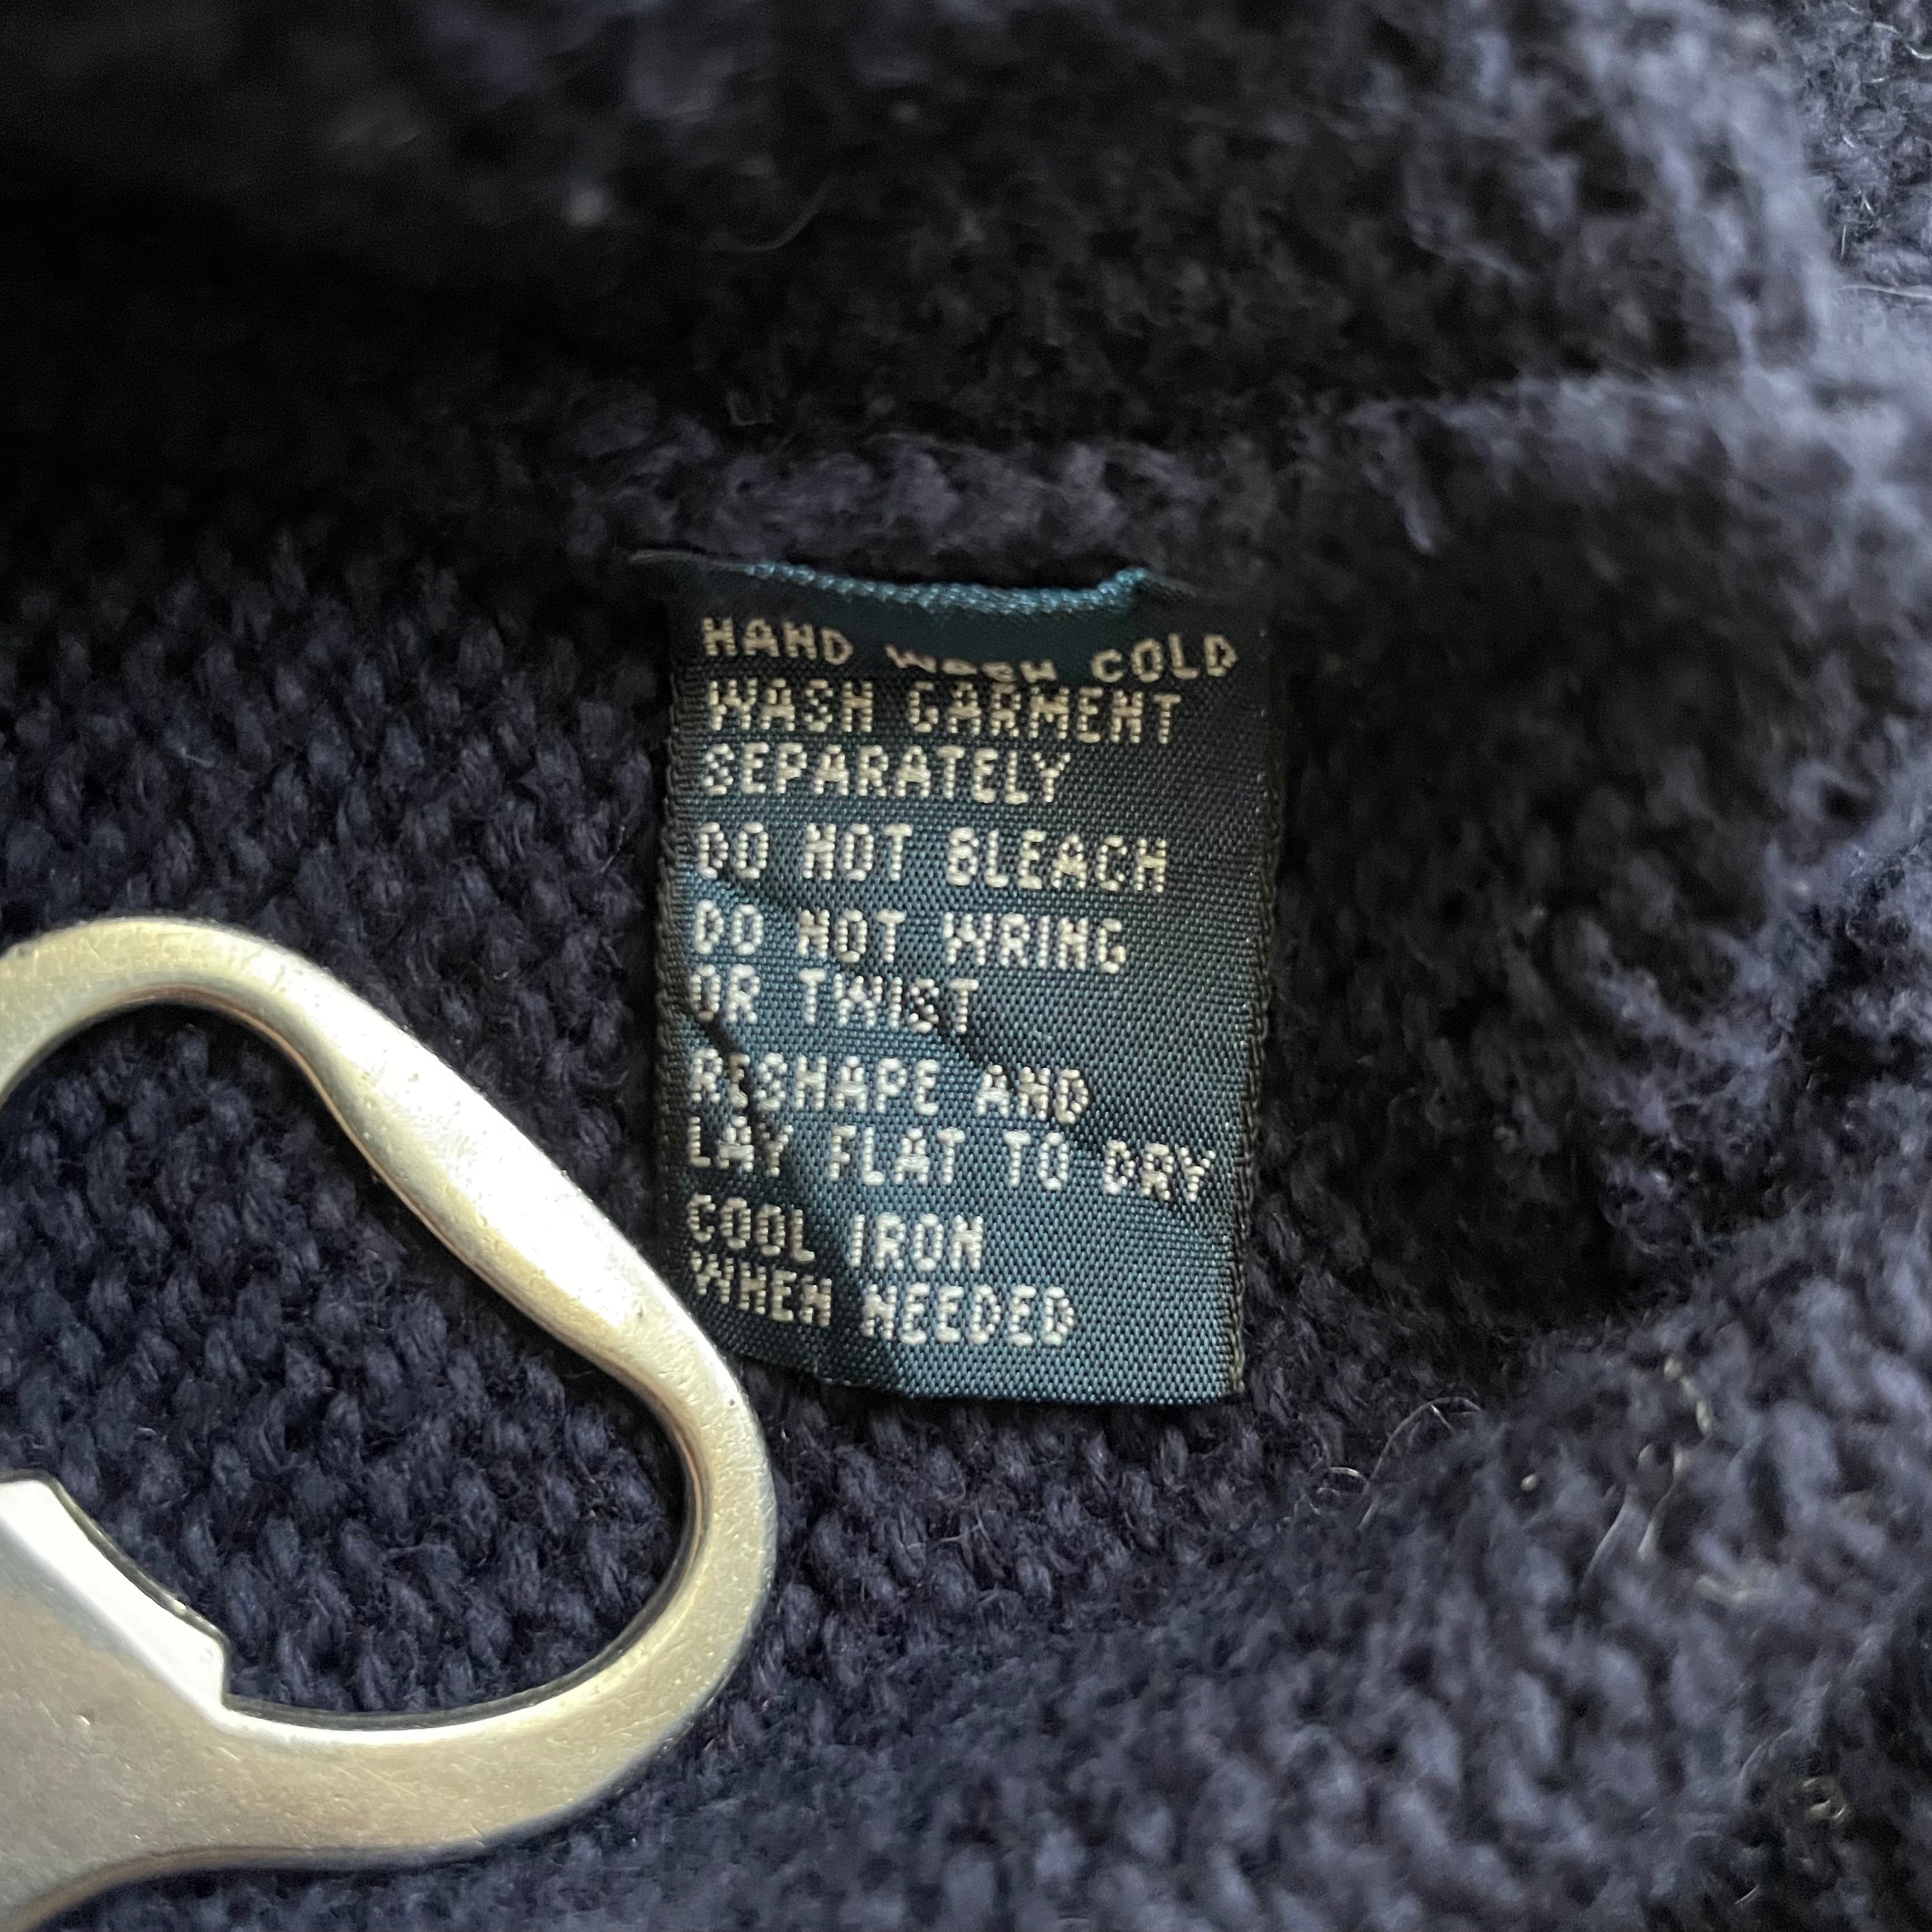 HAND WASH COLD
WASH GARMENT
SEPARATELY
DO NOT BLEACH
DO NOT WRING
OR TWIST
RESHAPE AND
LAY FLAT TO DRY
COOL IRON
WHEN NEEDED